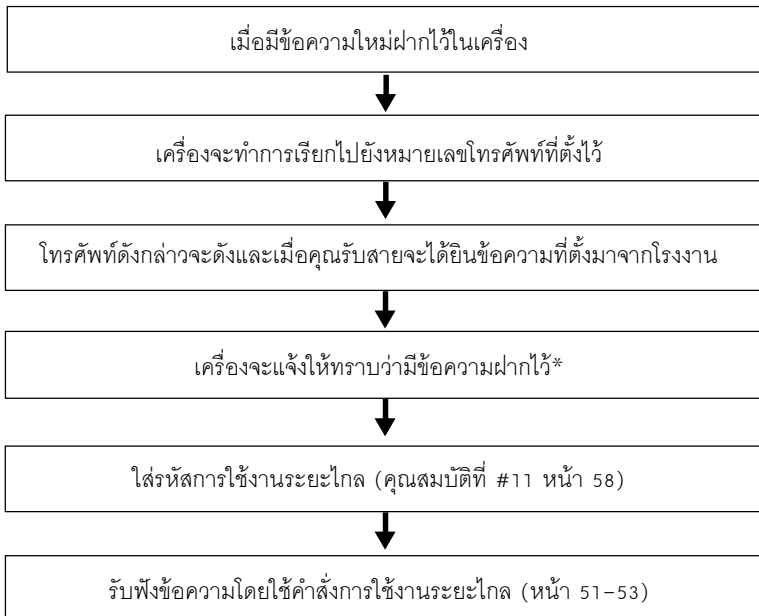 เมื่อมีข้อความใหม่ฝากไว้ในเครื่อง
เครื่องจะทำการเรียกไปยังหมายเลขโทรศัพท์ที่ตั้งไว้
โทรศัพท์ดังกล่าวจะดังและเมื่อคุณรับสายจะได้ยินข้อความที่ตั้งมาจากโรงงาน
เครื่องจะแจ้งให้ทราบว่ามีข้อความฝากไว้*
ใส่รหัสการใช้งานระยะไกล (คุณสมบัติที่ #11 หน้า 58)
รับฟังข้อความโดยใช้คำสั่งการใช้งานระยะไกล (หน้า 51-53)